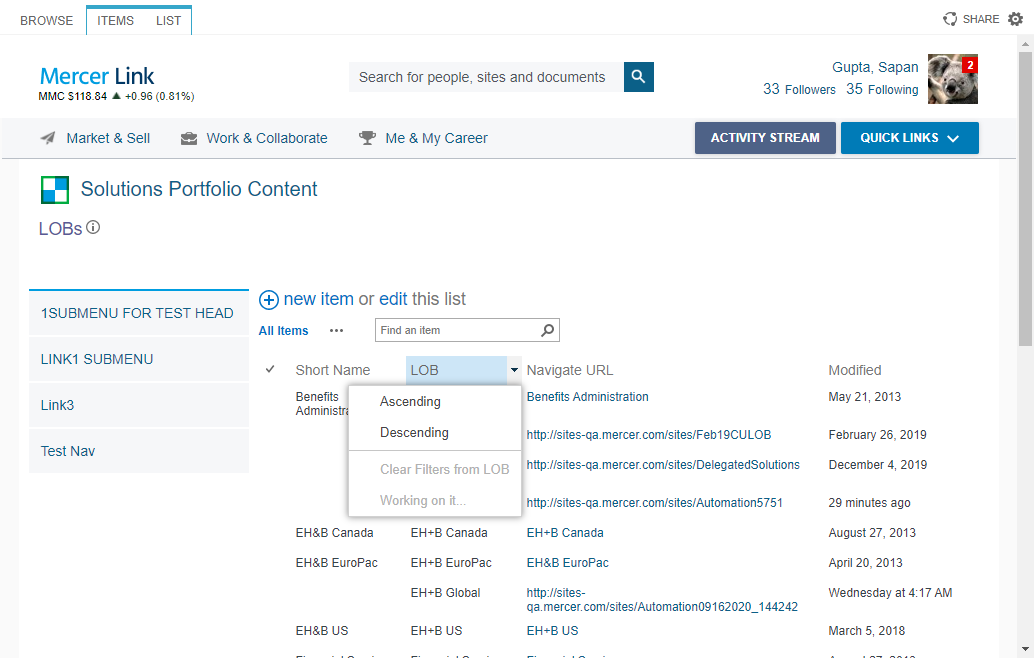 BROWSE ITEMS LIST SHARE
Mercer Link
MMC $118.84 ▲ +0.96 (0.81%)
Search for people, sites and documents
Gupta, Sapan
33 Followers 35 Following
2
Market & Sell Work & Collaborate Me & My Career ACTIVITY STREAM QUICK LINKS
Solutions Portfolio Content
LOBs
1SUBMENU FOR TEST HEAD
LINK1 SUBMENU
Link3
Test Nav
new item or edit this list
All Items ••• Find an item
Short Name LOB Navigate URL Modified
Benefits Benefits Administration May 21, 2013
Ascending
Descending
Clear Filters from LOB
Working on it...
http://sites-qa.mercer.com/sites/Feb19CULOB February 26, 2019
http://sites-qa.mercer.com/sites/DelegatedSolutions December 4, 2019
http://sites-qa.mercer.com/sites/Automation5751 29 minutes ago
EH&B Canada EH+B Canada EH+B Canada August 27, 2013
EH&B EuroPac EH+B EuroPac EH&B EuroPac April 20, 2013
EH+B Global http://sites- Wednesday at 4:17 AM
qa.mercer.com/sites/Automation09162020_144242
EH&B US EH+B US EH+B US March 5, 2018